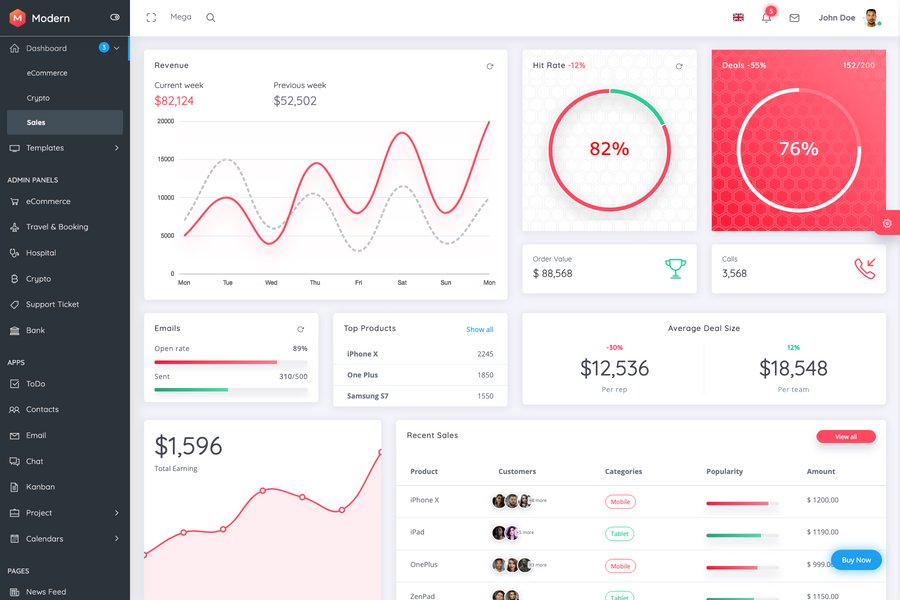 Modern
Dashboard 3
eCommerce
Crypto
Sales
Templates
ADMIN PANELS
eCommerce
Travel & Booking
Hospital
Crypto
Support Ticket
Bank
APPS
ToDo
Contacts
Email
Chat
Kanban
Project
Calendars
PAGES
News Feed
Mega
5
John Doe
Revenue
Current week
$82,124
Previous week
$52,502
20000
15000
10000
5000
0
Mon Tue Wed Thu Fri Sat Sun Mon
Hit Rate -12%
82%
Deals -55% 152/200
76%
Order Value
$ 88,568
Calls
3,568
Emails
Open rate 89%
Sent 310/500
Top Products Show all
iPhone X 2245
One Plus 1850
Samsung S7 1550
Average Deal Size
-30%
$12,536
Per rep
12%
$18,548
Per team
$1,596
Total Earning
Recent Sales View all
Product Customers Categories Popularity Amount
iPhone X more Mobile $ 1200.00
iPad more Tablet $ 1190.00
OnePlus more Mobile $ 999.00
Buy Now
ZenPad Tablet $ 1150.00